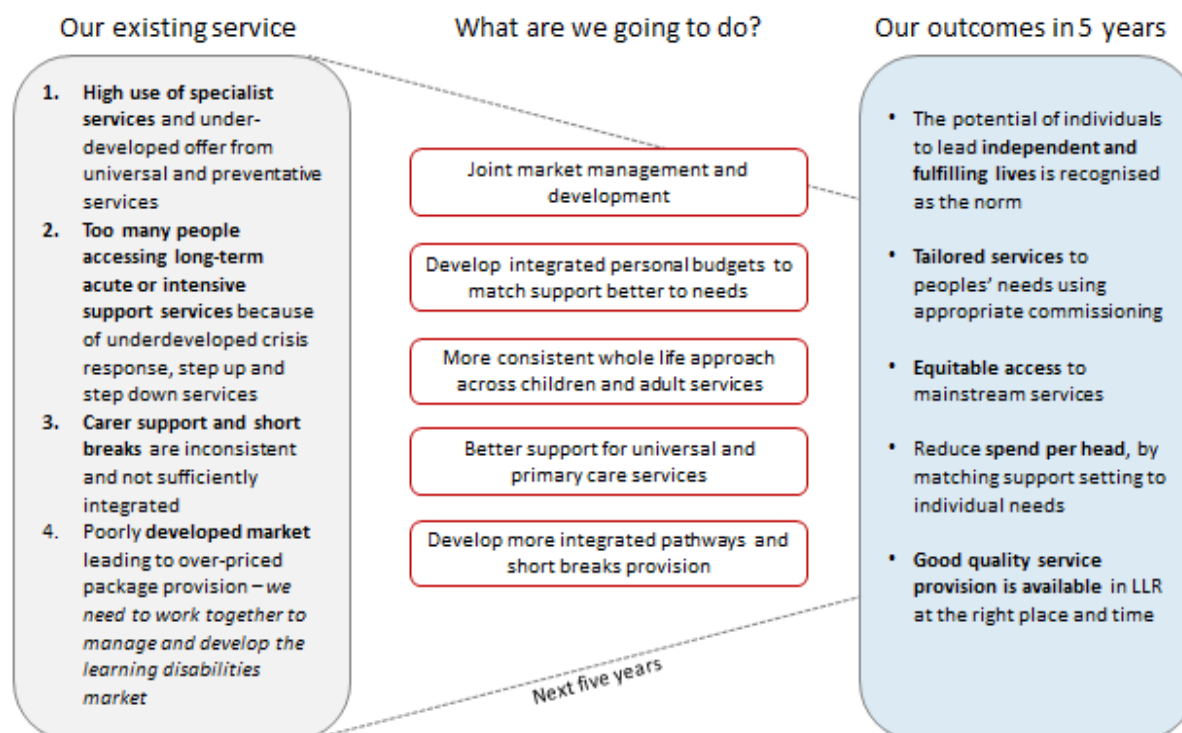 Our existing service
1. High use of specialist
services and under-
developed offer from
universal and preventative
services
2. Too many people
accessing long-term
acute or intensive
support services because
of underdeveloped crisis
response, step up and
step down services
3. Carer support and short
breaks are inconsistent
and not sufficiently
integrated
4. Poorly developed market
leading to over-priced
package provision – we
need to work together to
manage and develop the
learning disabilities
market
What are we going to do?
Joint market management and
development
Develop integrated personal budgets to
match support better to needs
More consistent whole life approach
across children and adult services
Better support for universal and
primary care services
Develop more integrated pathways and
short breaks provision
Next five years
Our outcomes in 5 years
• The potential of individuals
to lead independent and
fulfilling lives is recognised
as the norm
• Tailored services to
peoples’ needs using
appropriate commissioning
• Equitable access to
mainstream services
• Reduce spend per head, by
matching support setting to
individual needs
• Good quality service
provision is available in LLR
at the right place and time